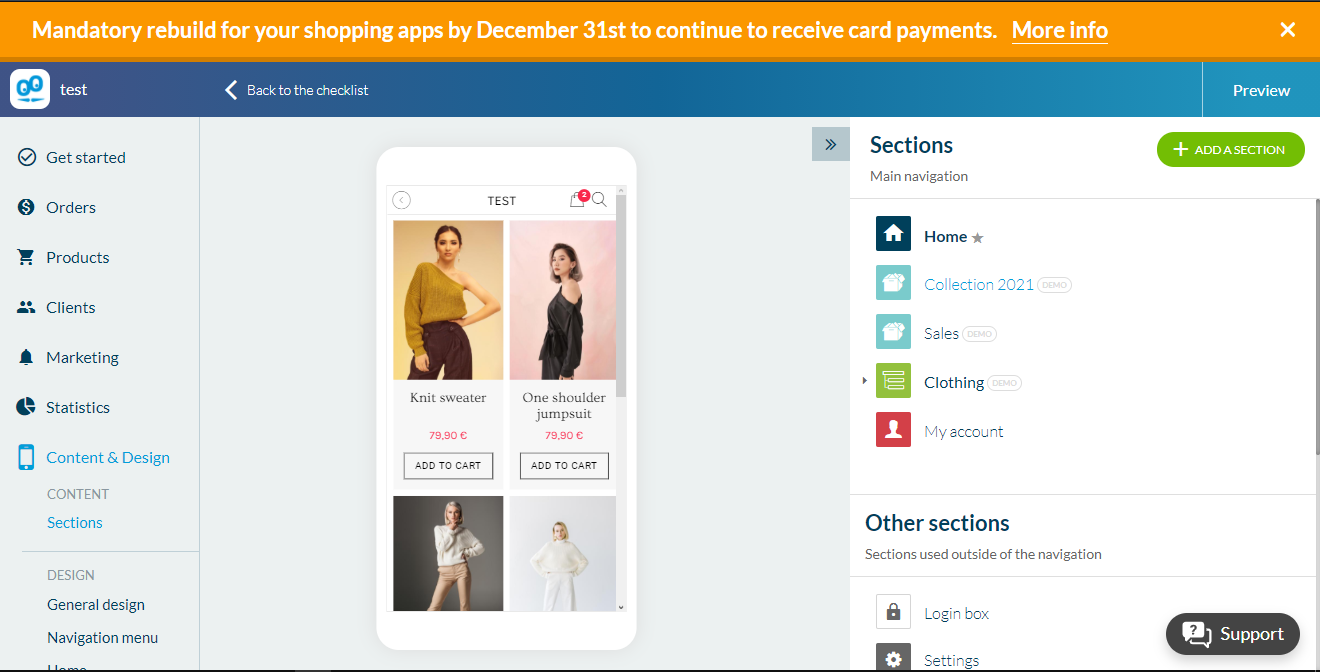 Mandatory rebuild for your shopping apps by December 31st to continue to receive card payments. More info
test
Back to the checklist
Preview
Get started
Orders
Products
Clients
Marketing
Statistics
Content & Design
CONTENT
Sections
DESIGN
General design
Navigation menu
Home
TEST
2
Knit sweater
79,90 €
ADD TO CART
One shoulder
jumpsuit
79,90 €
ADD TO CART
Sections
ADD A SECTION
Main navigation
Home
Collection 2021 DEMO
Sales DEMO
Clothing DEMO
My account
Other sections
Sections used outside of the navigation
Login box
Settings
Support